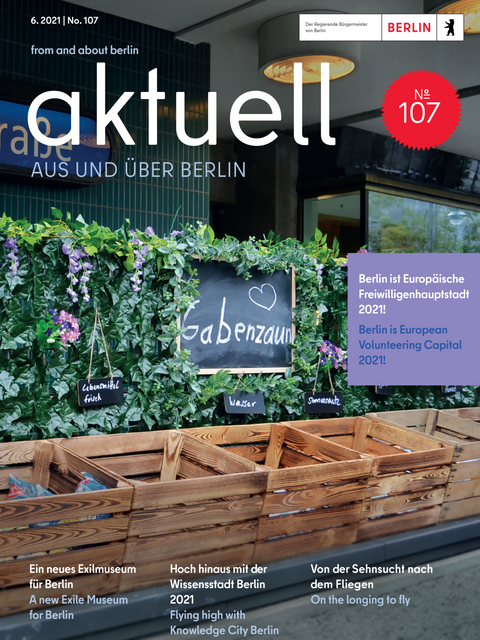 6. 2021 | No. 107
Der Regierende Bürgermeister
von Berlin
BERLIN
from and about berlin
aktuell
Nº
107
raße
AUS UND ÜBER BERLIN
Berlin ist Europäische
Freiwilligenhauptstadt
2021!
Berlin is European
Volunteering Capital
2021!
Gabenzaun
Lebensmittel
frisch
Wasser
Sonnenschutz
Ein neues Exilmuseum
für Berlin
A new Exile Museum
for Berlin
Hoch hinaus mit der
Wissensstadt Berlin
2021
Flying high with
Knowledge City Berlin
Von der Sehnsucht nach
dem Fliegen
On the longing to fly